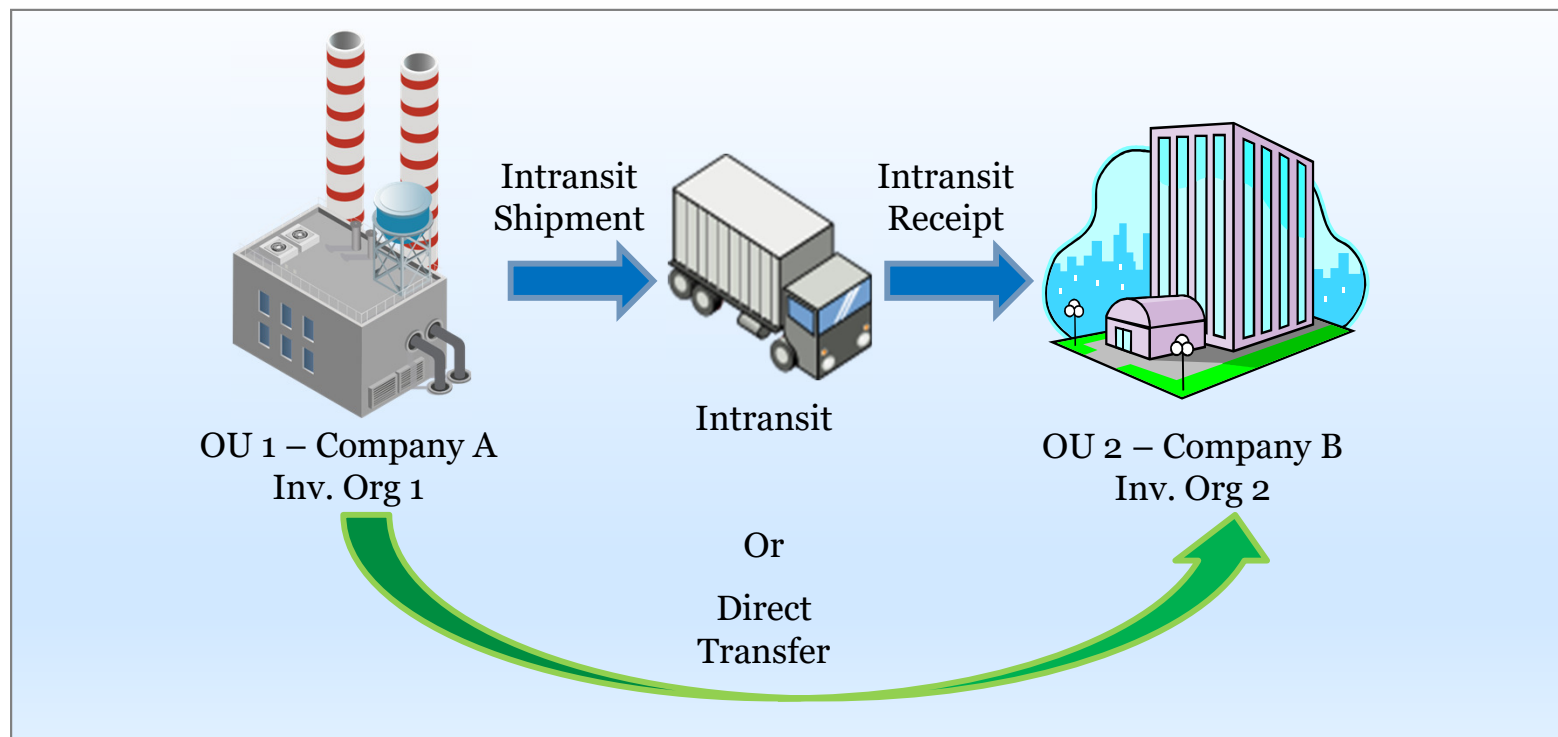 Intransit
Shipment
Intransit
Receipt
Intransit
OU 1 – Company A
Inv. Org 1
OU 2 – Company B
Inv. Org 2
Or
Direct
Transfer